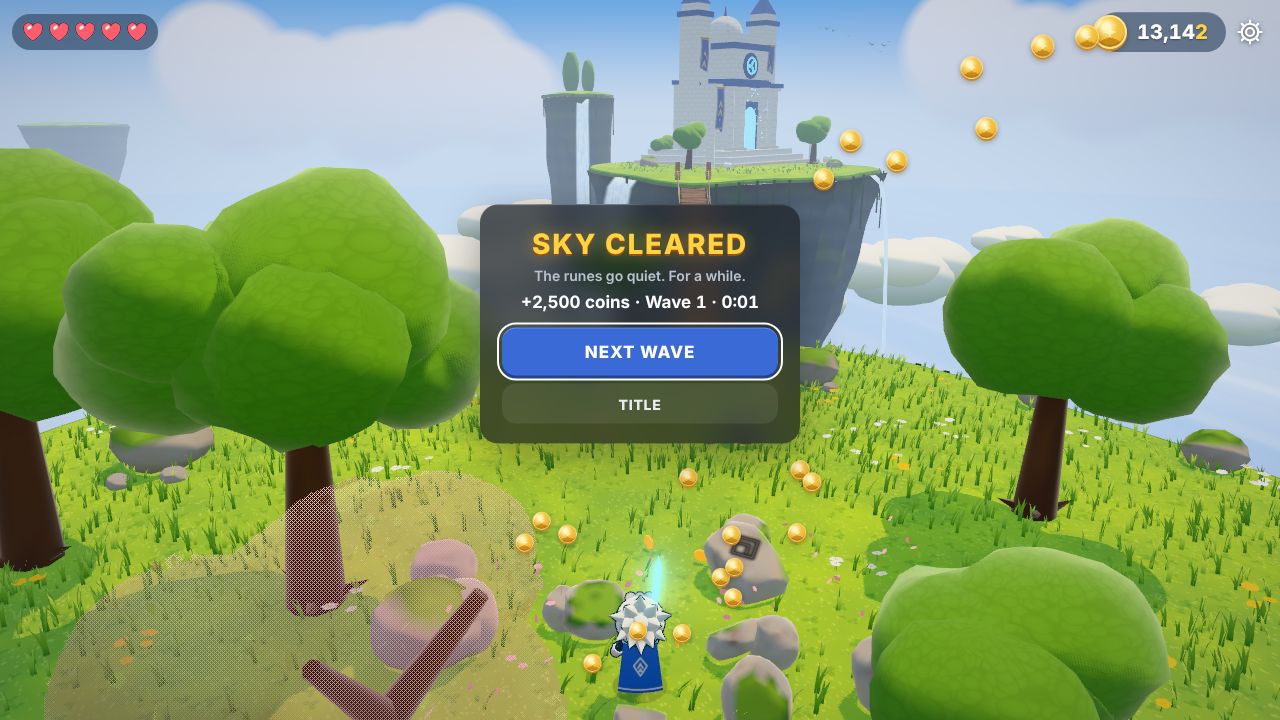 13,142
SKY CLEARED
The runes go quiet. For a while.
+2,500 coins · Wave 1 · 0:01
NEXT WAVE
TITLE